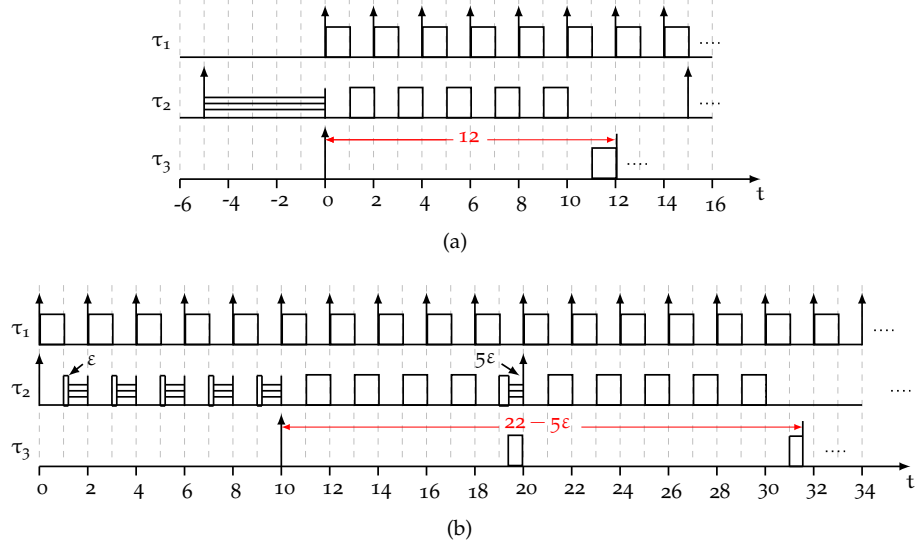 τ₁ ....
τ₂ ....
12
τ₃ ....
-6 -4 -2 0 2 4 6 8 10 12 14 16 t
(a)
τ₁ ....
ε 5ε
τ₂ ....
22 − 5ε
τ₃ ....
0 2 4 6 8 10 12 14 16 18 20 22 24 26 28 30 32 34 t
(b)